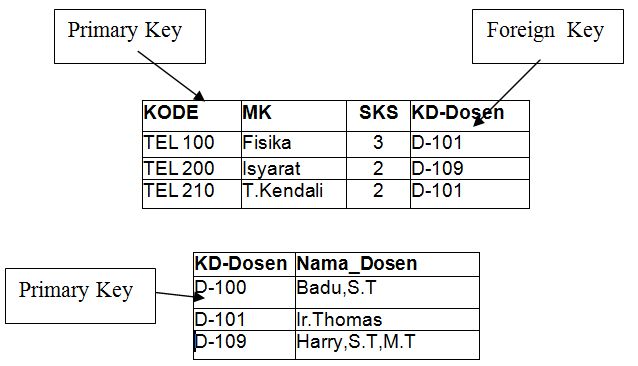 Primary Key
Foreign Key
KODE MK SKS KD-Dosen
TEL 100 Fisika 3 D-101
TEL 200 Isyarat 2 D-109
TEL 210 T.Kendali 2 D-101
KD-Dosen Nama_Dosen
Primary Key
D-100 Badu,S.T
D-101 Ir.Thomas
D-109 Harry,S.T,M.T